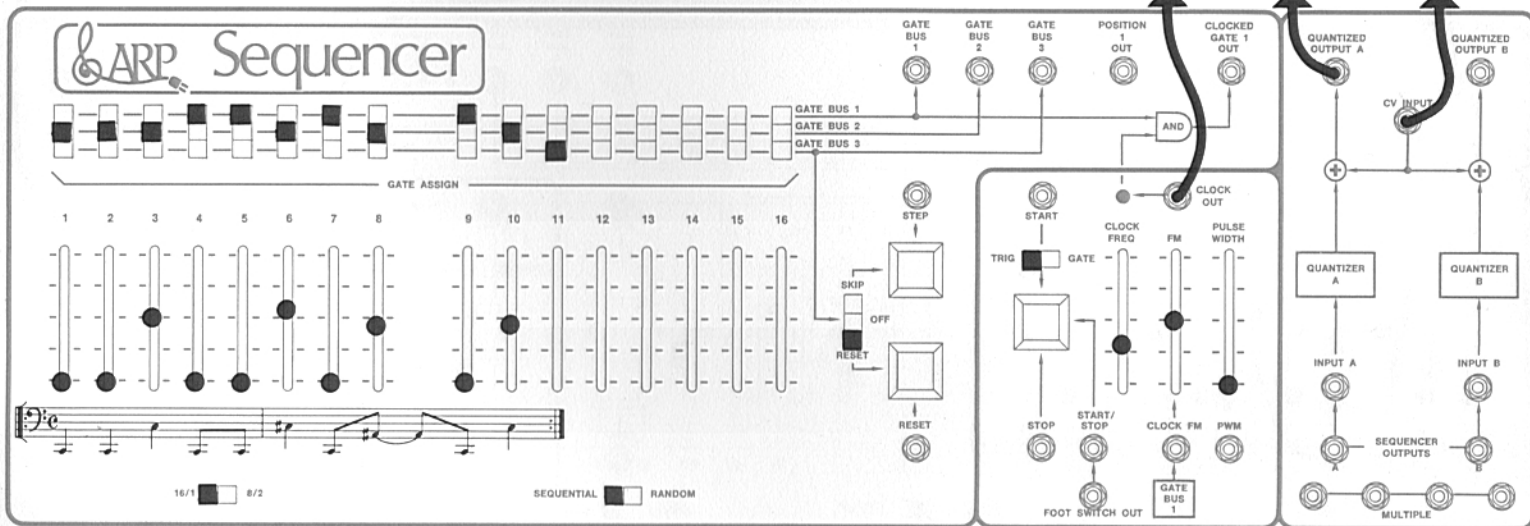 ARP Sequencer
GATE BUS 1
GATE BUS 2
GATE BUS 3
POSITION 1 OUT
CLOCKED GATE 1 OUT
QUANTIZED OUTPUT A
QUANTIZED OUTPUT B
GATE BUS 1
GATE BUS 2
GATE BUS 3
AND
CV INPUT
GATE ASSIGN
1 2 3 4 5 6 7 8 9 10 11 12 13 14 15 16
STEP
START
CLOCK OUT
CLOCK FREQ
FM
PULSE WIDTH
TRIG
GATE
QUANTIZER A
QUANTIZER B
SKIP
OFF
RESET
INPUT A
INPUT B
RESET
STOP
START/STOP
CLOCK FM
PWM
SEQUENCER OUTPUTS
A
B
16/1
8/2
SEQUENTIAL
RANDOM
GATE BUS 1
FOOT SWITCH OUT
MULTIPLE